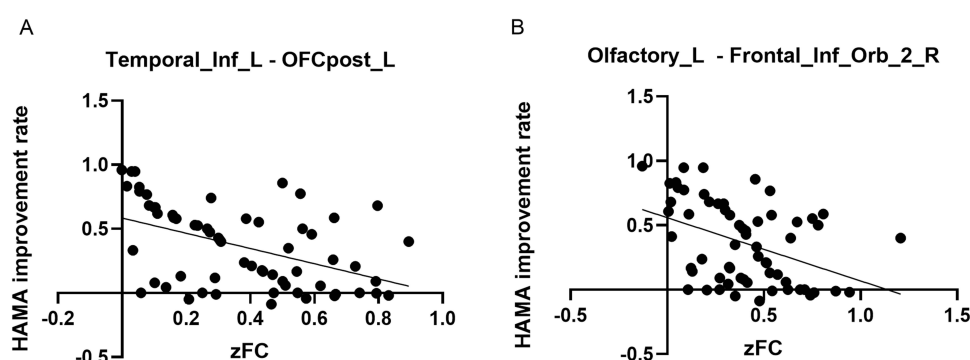 A
Temporal_Inf_L - OFCpost_L
HAMA improvement rate
1.5
1.0
0.5
-0.5
-0.2
0.2
0.4
0.6
0.8
1.0
zFC
B
Olfactory_L - Frontal_Inf_Orb_2_R
HAMA improvement rate
1.5
1.0
0.5
-0.5
-0.5
0.5
1.0
1.5
zFC